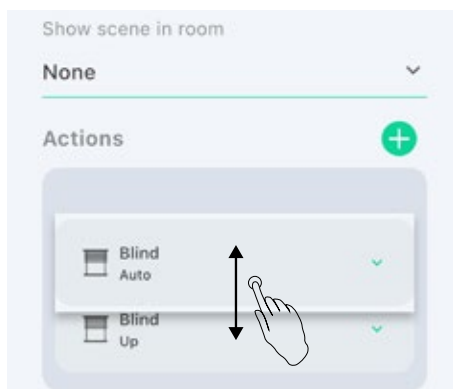 Show scene in room
None
Actions
Blind
Auto
Blind
Up